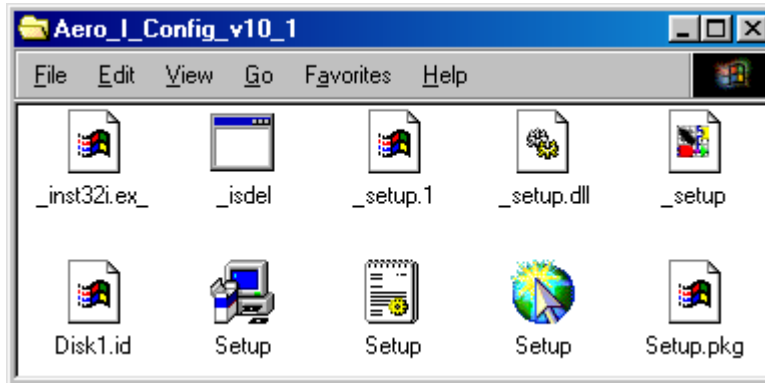 Aero_I_Config_v10_1
File Edit View Go Favorites Help
_inst32i.ex_ _isdel _setup.1 _setup.dll _setup
Disk1.id Setup Setup Setup Setup.pkg